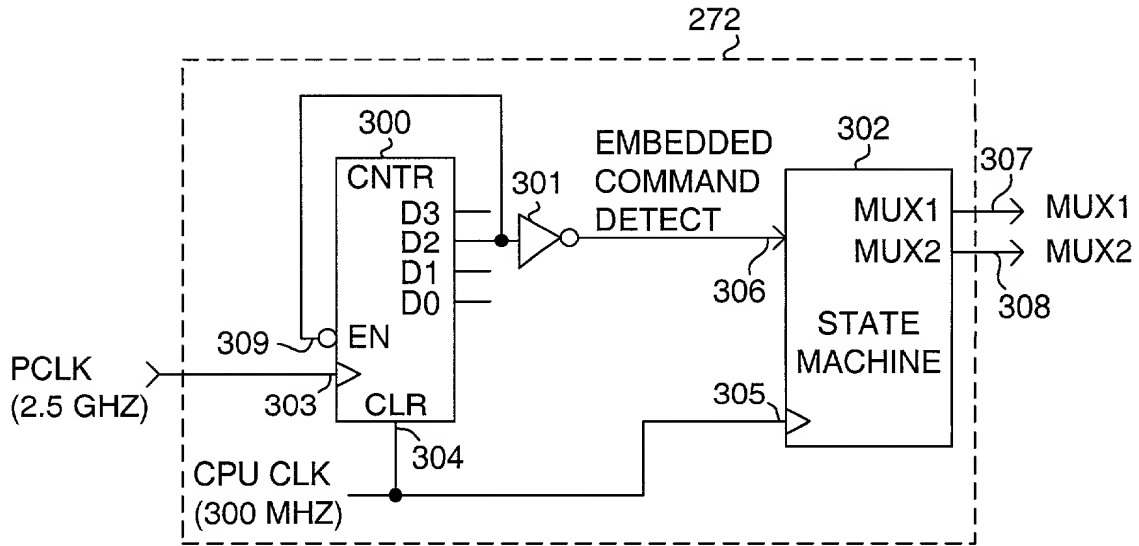 272
300
CNTR
D3
D2
D1
D0
301
EMBEDDED
COMMAND
DETECT
306
302
MUX1
MUX2
STATE
MACHINE
307
MUX1
MUX2
308
309
EN
PCLK
(2.5 GHZ)
303
CLR
304
305
CPU CLK
(300 MHZ)